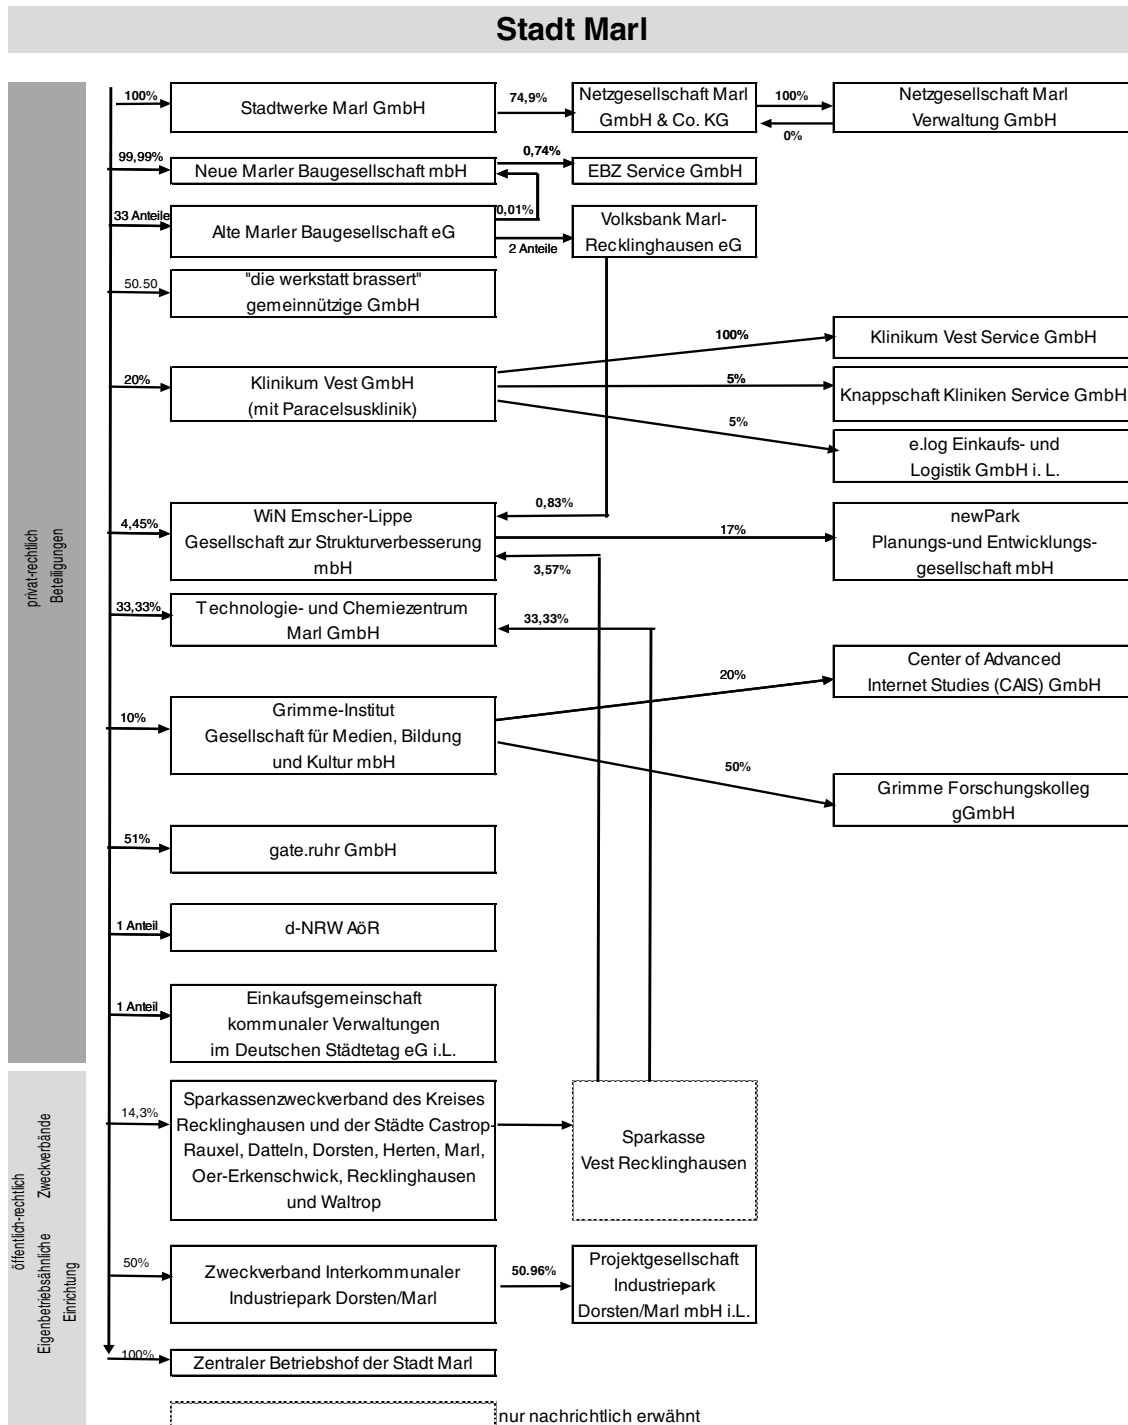 Stadt Marl
privat-rechtlich
Beteiligungen
öffentlich-rechtlich
Zweckverbände
Eigenbetriebsähnliche
Einrichtung
100%
Stadtwerke Marl GmbH
74,9%
Netzgesellschaft Marl
GmbH & Co. KG
100%
0%
Netzgesellschaft Marl
Verwaltung GmbH
99,99%
Neue Marler Baugesellschaft mbH
0,74%
EBZ Service GmbH
33 Anteile
Alte Marler Baugesellschaft eG
0,01%
2 Anteile
Volksbank Marl-
Recklinghausen eG
50.50
"die werkstatt brassert"
gemeinnützige GmbH
20%
Klinikum Vest GmbH
(mit Paracelsusklinik)
100%
Klinikum Vest Service GmbH
5%
Knappschaft Kliniken Service GmbH
5%
e.log Einkaufs- und
Logistik GmbH i. L.
4,45%
WiN Emscher-Lippe
Gesellschaft zur Strukturverbesserung
mbH
0,83%
17%
3,57%
newPark
Planungs-und Entwicklungs-
gesellschaft mbH
33,33%
Technologie- und Chemiezentrum
Marl GmbH
33,33%
10%
Grimme-Institut
Gesellschaft für Medien, Bildung
und Kultur mbH
20%
Center of Advanced
Internet Studies (CAIS) GmbH
50%
Grimme Forschungskolleg
gGmbH
51%
gate.ruhr GmbH
1 Anteil
d-NRW AöR
1 Anteil
Einkaufsgemeinschaft
kommunaler Verwaltungen
im Deutschen Städtetag eG i.L.
14,3%
Sparkassenzweckverband des Kreises
Recklinghausen und der Städte Castrop-
Rauxel, Datteln, Dorsten, Herten, Marl,
Oer-Erkenschwick, Recklinghausen
und Waltrop
Sparkasse
Vest Recklinghausen
50%
Zweckverband Interkommunaler
Industriepark Dorsten/Marl
50.96%
Projektgesellschaft
Industriepark
Dorsten/Marl mbH i.L.
100%
Zentraler Betriebshof der Stadt Marl
nur nachrichtlich erwähnt